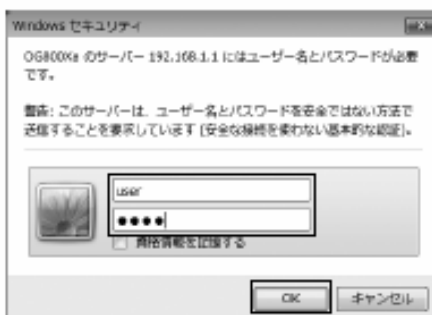 Windows セキュリティ
OG800Xa のサーバー 192.168.1.1 にはユーザー名とパスワードが必要
です。
警告: このサーバーは、ユーザー名とパスワードを安全ではない方法で
送信することを要求しています (安全な接続を使わない基本的な認証)。
user
●●●●
資格情報を記憶する
OK
キャンセル